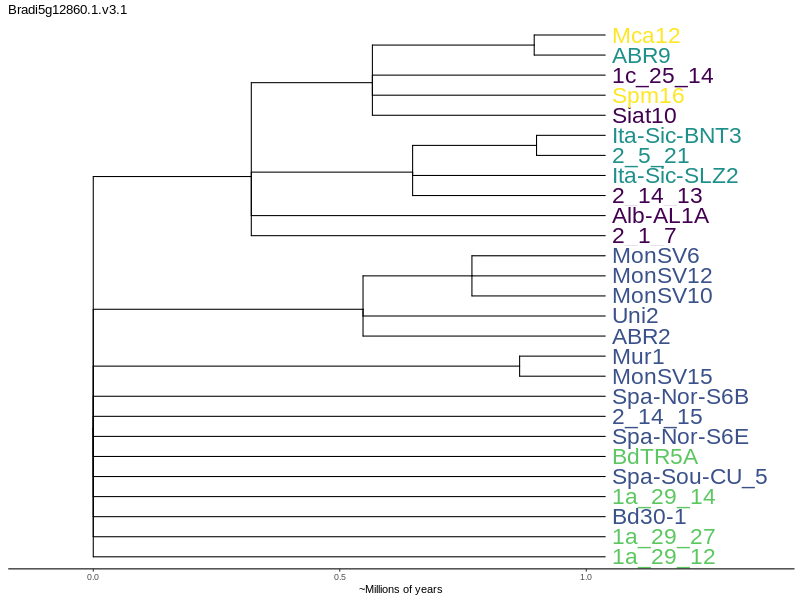 Bradi5g12860.1.v3.1
Mca12
ABR9
1c_25_14
Spm16
Siat10
Ita-Sic-BNT3
2_5_21
Ita-Sic-SLZ2
2_14_13
Alb-AL1A
2_1_7
MonSV6
MonSV12
MonSV10
Uni2
ABR2
Mur1
MonSV15
Spa-Nor-S6B
2_14_15
Spa-Nor-S6E
BdTR5A
Spa-Sou-CU_5
1a_29_14
Bd30-1
1a_29_27
1a_29_12
0.0 0.5 1.0
~Millions of years